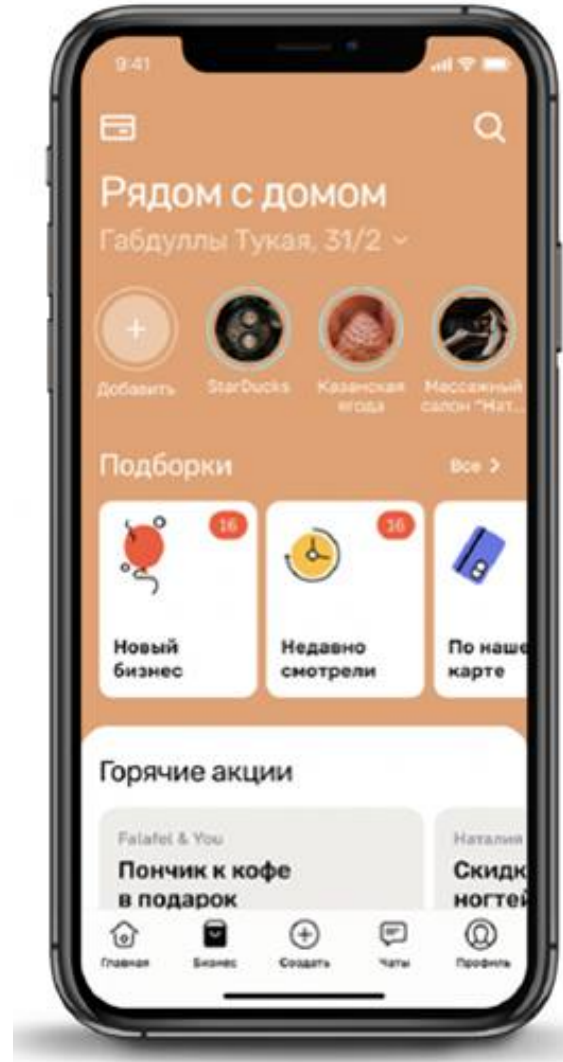 9:41
Рядом с домом
Габдуллы Тукая, 31/2
Добавить
StarDucks
Казанская
ягода
Массажный
салон "Нат...
Подборки
Все >
16
16
Новый
бизнес
Недавно
смотрели
По наше
карте
Горячие акции
Falafel & You
Пончик к кофе
в подарок
Наталия
Скидк
ногтей
Главная
Бизнес
Создать
Чаты
Профиль